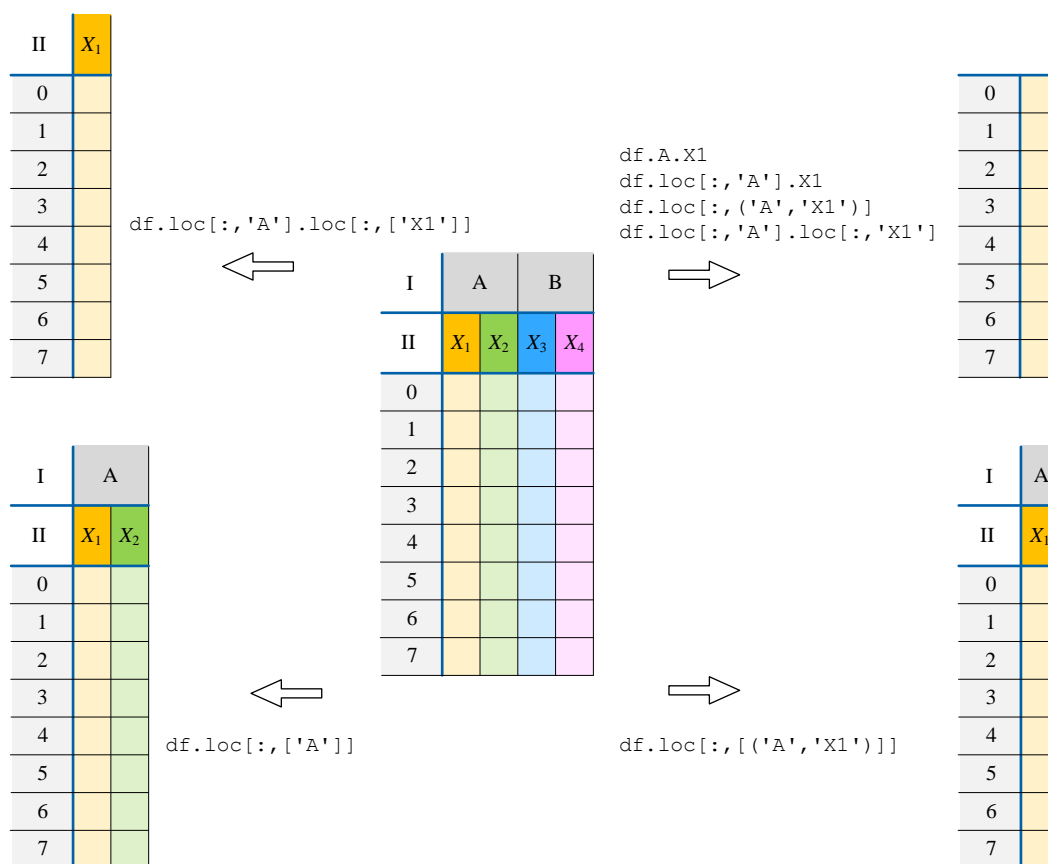 II X₁
0
1
2
3
4
5
6
7
df.loc[:,'A'].loc[:,['X1']]
df.A.X1
df.loc[:,'A'].X1
df.loc[:,('A','X1')]
df.loc[:,'A'].loc[:,'X1']
0
1
2
3
4
5
6
7
I A B
II X₁ X₂ X₃ X₄
0
1
2
3
4
5
6
7
I A
II X₁ X₂
0
1
2
3
4
5
6
7
df.loc[:,['A']]
df.loc[:,[('A','X1')]]
I A
II X₁
0
1
2
3
4
5
6
7